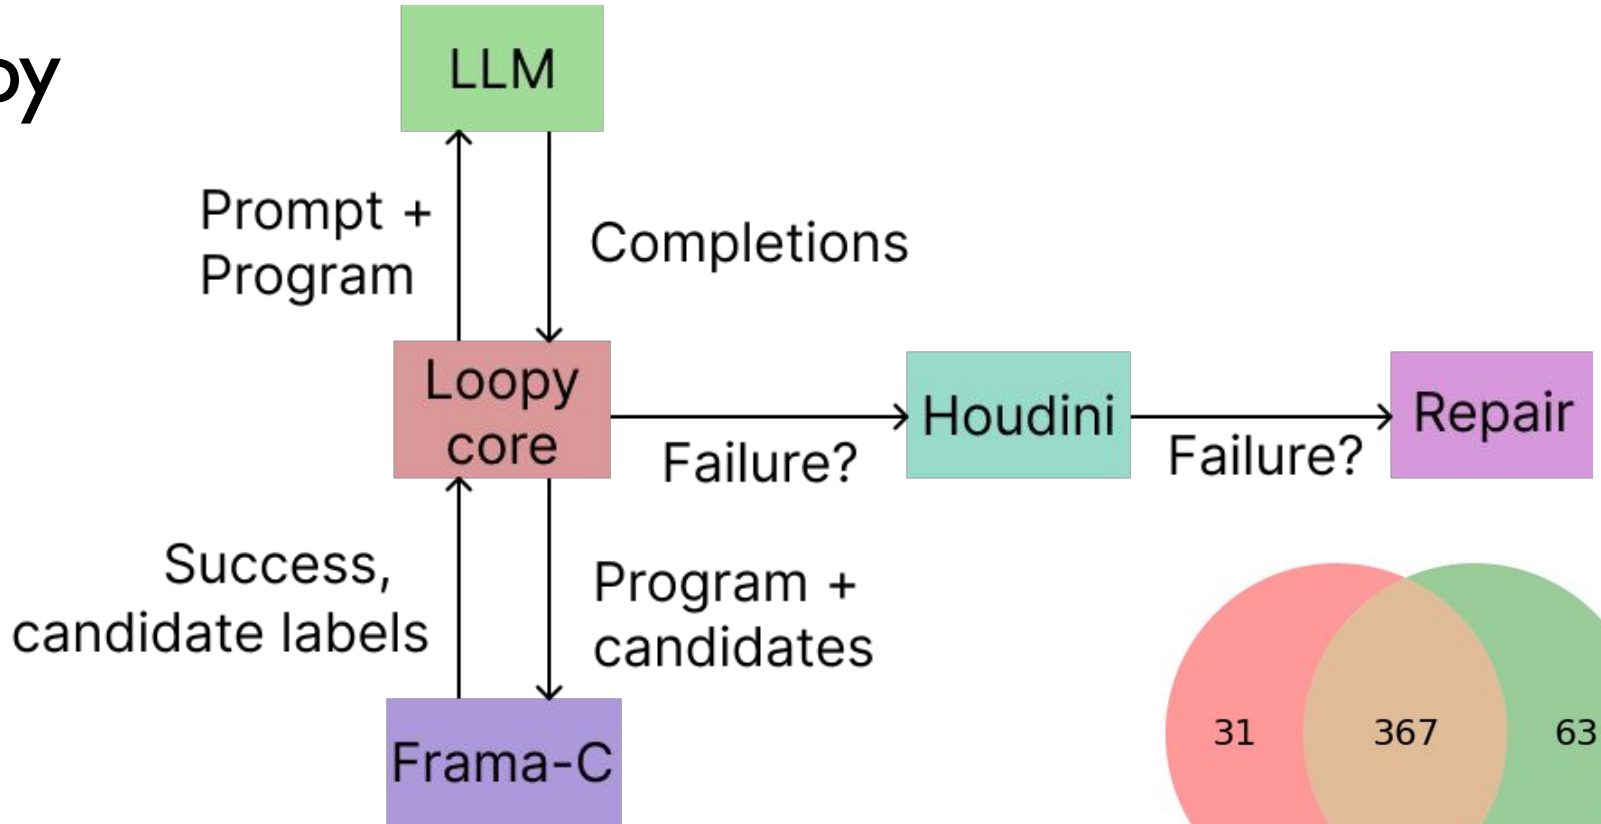 py
LLM
Prompt +
Program
Completions
Loopy
core
Failure?
Houdini
Failure?
Repair
Success,
candidate labels
Program +
candidates
Frama-C
31
367
63